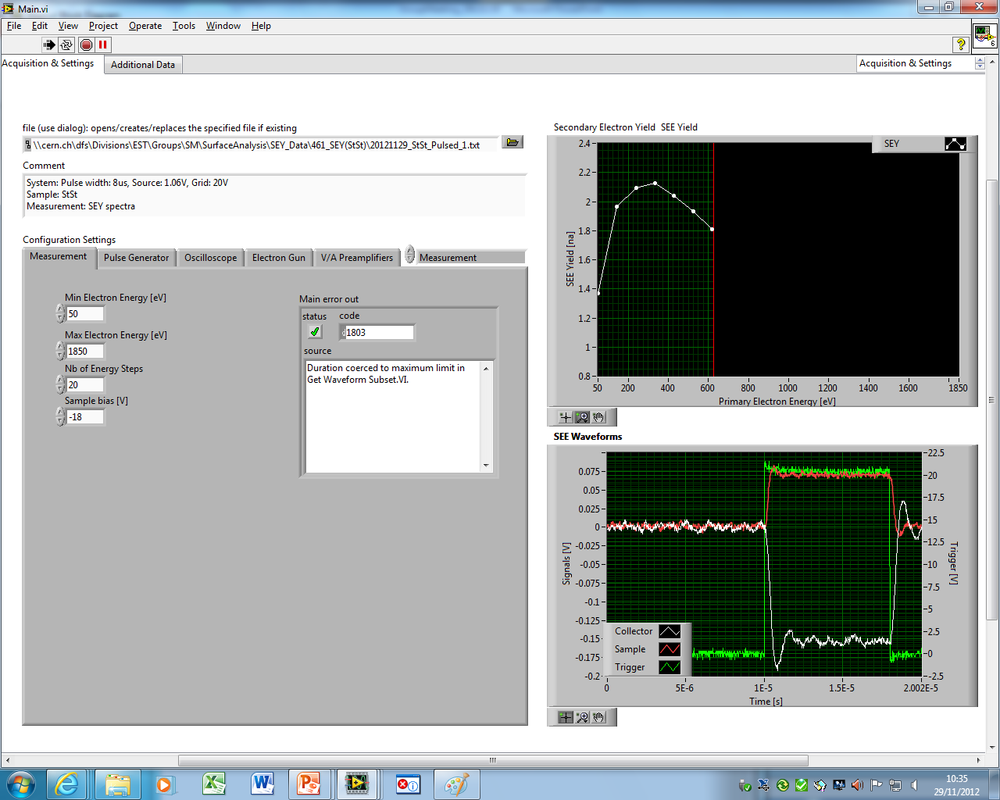 Main.vi
File Edit View Project Operate Tools Window Help
6
Acquisition & Settings
Additional Data
Acquisition & Settings
file (use dialog): opens/creates/replaces the specified file if existing
\\cern.ch\dfs\Divisions\EST\Groups\SM\SurfaceAnalysis\SEY_Data\461_SEY(StSt)\20121129_StSt_Pulsed_1.txt
Comment
System: Pulse width: 8us, Source: 1.06V, Grid: 20V
Sample: StSt
Measurement: SEY spectra
Configuration Settings
Measurement Pulse Generator Oscilloscope Electron Gun V/A Preamplifiers Measurement
Min Electron Energy [eV]
50
Max Electron Energy [eV]
1850
Nb of Energy Steps
20
Sample bias [V]
-18
Main error out
status code
1803
source
Duration coerced to maximum limit in
Get Waveform Subset.VI.
Secondary Electron Yield SEE Yield
SEY
SEE Yield [na]
2.4
2.2
2
1.8
1.6
1.4
1.2
1
0.8
50 200 400 600 800 1000 1200 1400 1600 1850
Primary Electron Energy [eV]
SEE Waveforms
Signals [V]
0.075
0.05
0.025
0
-0.025
-0.05
-0.075
-0.1
-0.125
-0.15
-0.175
-0.2
22.5
20
17.5
15
12.5
10
7.5
5
2.5
0
-2.5
Trigger [V]
Collector
Sample
Trigger
0 5E-6 1E-5 1.5E-5 2.002E-5
Time [s]
10:35
29/11/2012